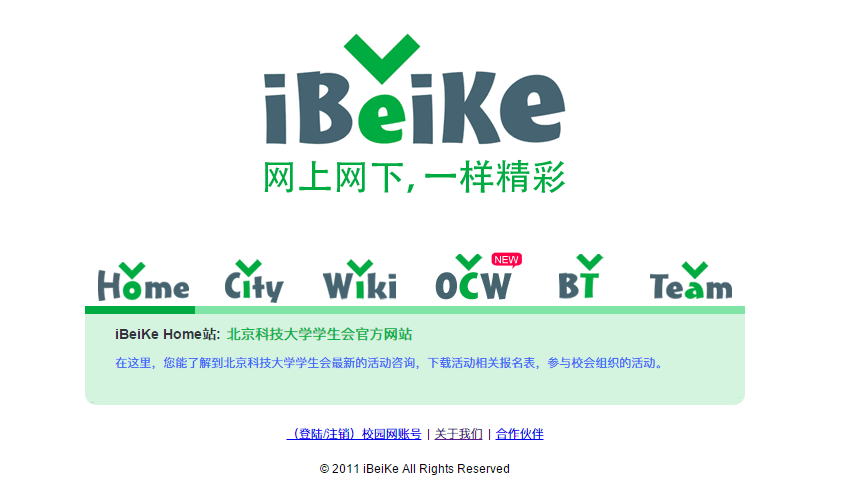 iBeiKe
网上网下,一样精彩
NEW
Home City Wiki OCW BT Team
iBeiKe Home站: 北京科技大学学生会官方网站
在这里，您能了解到北京科技大学学生会最新的活动咨询，下载活动相关报名表，参与校会组织的活动。
（登陆/注销）校园网账号 | 关于我们 | 合作伙伴
© 2011 iBeiKe All Rights Reserved